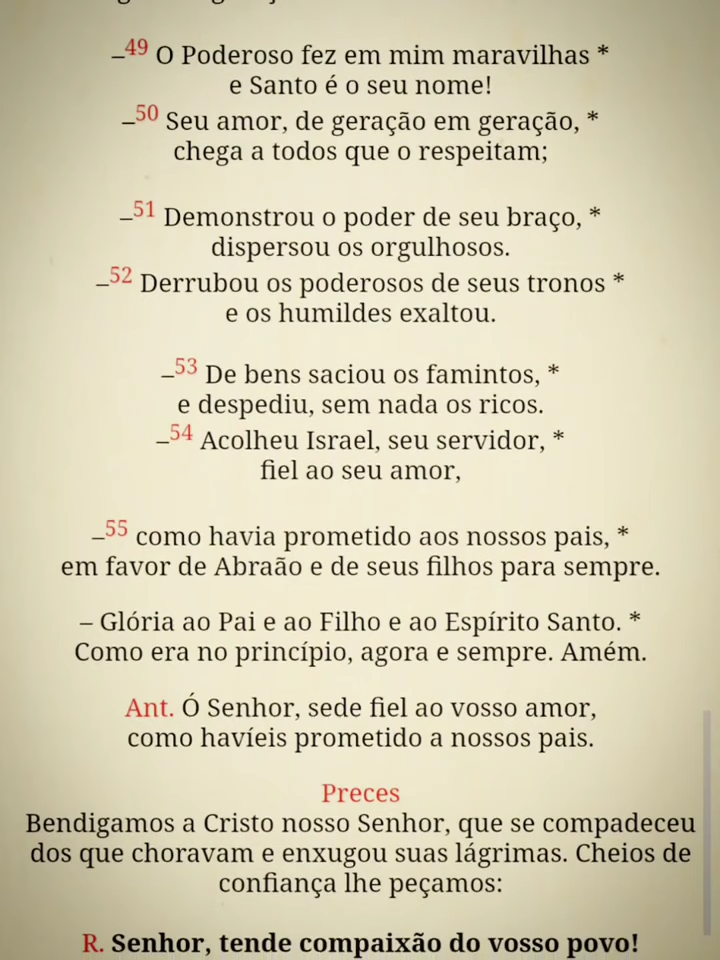 –49 O Poderoso fez em mim maravilhas *
e Santo é o seu nome!
–50 Seu amor, de geração em geração, *
chega a todos que o respeitam;
–51 Demonstrou o poder de seu braço, *
dispersou os orgulhosos.
–52 Derrubou os poderosos de seus tronos *
e os humildes exaltou.
–53 De bens saciou os famintos, *
e despediu, sem nada os ricos.
–54 Acolheu Israel, seu servidor, *
fiel ao seu amor,
–55 como havia prometido aos nossos pais, *
em favor de Abraão e de seus filhos para sempre.
– Glória ao Pai e ao Filho e ao Espírito Santo. *
Como era no princípio, agora e sempre. Amém.
Ant. Ó Senhor, sede fiel ao vosso amor,
como havíeis prometido a nossos pais.
Preces
Bendigamos a Cristo nosso Senhor, que se compadeceu
dos que choravam e enxugou suas lágrimas. Cheios de
confiança lhe peçamos:
R. Senhor, tende compaixão do vosso povo!